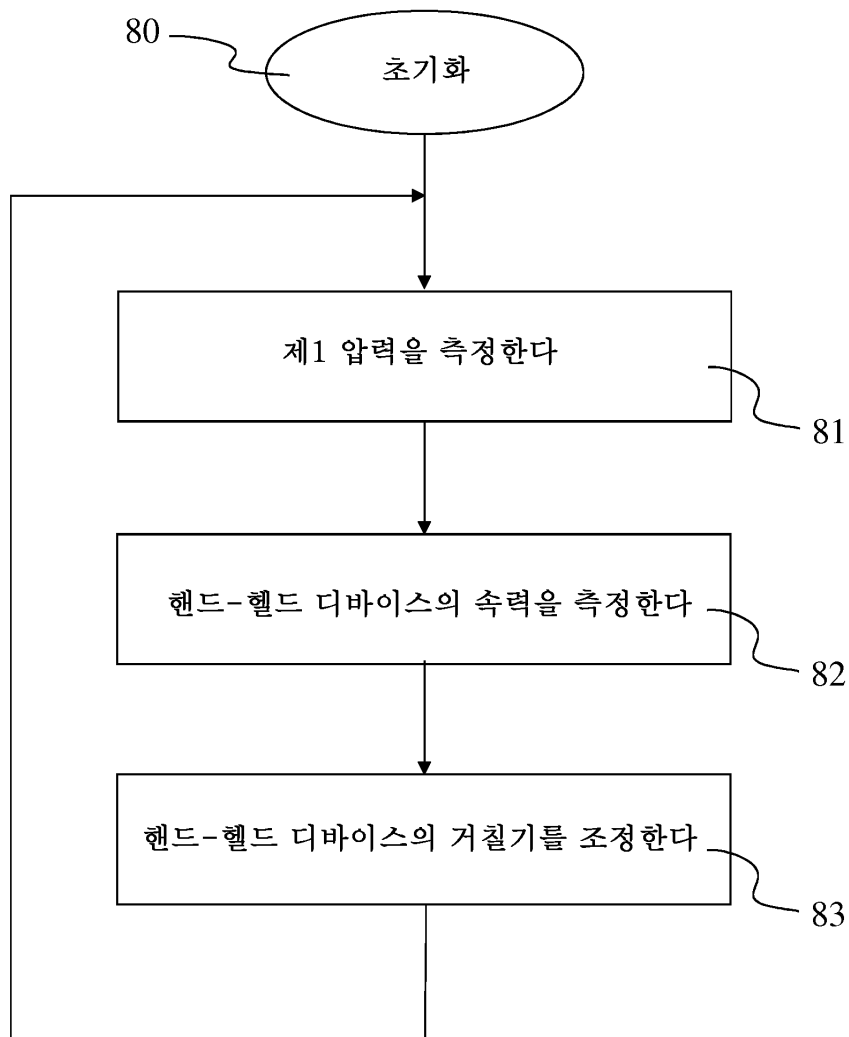 80
초기화
제1 압력을 측정한다
81
핸드-헬드 디바이스의 속력을 측정한다
82
핸드-헬드 디바이스의 거칠기를 조정한다
83